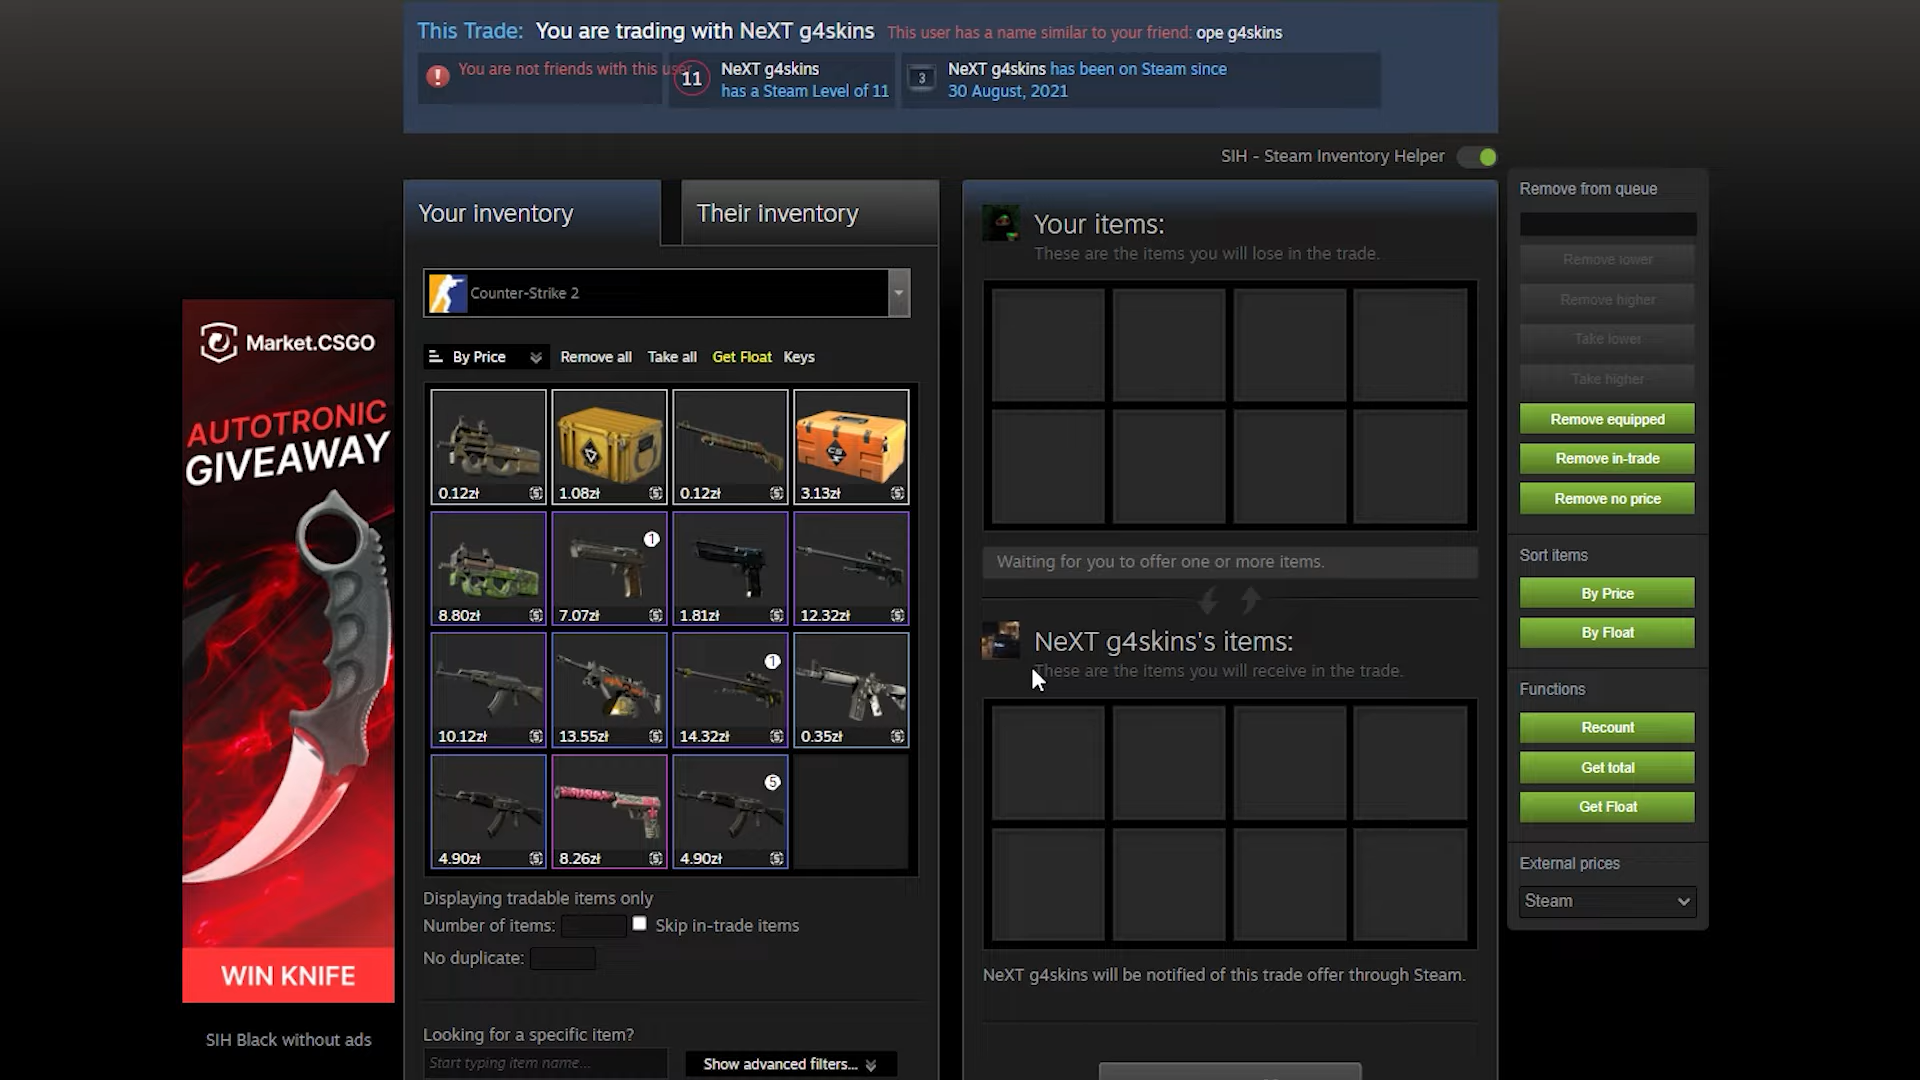 This Trade: You are trading with NeXT g4skins This user has a name similar to your friend: ope g4skins
You are not friends with this user
11
NeXT g4skins
has a Steam Level of 11
3
NeXT g4skins has been on Steam since
30 August, 2021
SIH - Steam Inventory Helper
Your inventory
Their inventory
Counter-Strike 2
By Price
Remove all
Take all
Get Float
Keys
0.12zł
1.08zł
0.12zł
3.13zł
1
8.80zł
7.07zł
1.81zł
12.32zł
1
10.12zł
13.55zł
14.32zł
0.35zł
5
4.90zł
8.26zł
4.90zł
Displaying tradable items only
Number of items:
Skip in-trade items
No duplicate:
Looking for a specific item?
Start typing item name...
Show advanced filters...
Your items:
These are the items you will lose in the trade.
Waiting for you to offer one or more items.
NeXT g4skins's items:
These are the items you will receive in the trade.
NeXT g4skins will be notified of this trade offer through Steam.
Remove from queue
Remove lower
Remove higher
Take lower
Take higher
Remove equipped
Remove in-trade
Remove no price
Sort items
By Price
By Float
Functions
Recount
Get total
Get Float
External prices
Steam
Market.CSGO
AUTOTRONIC
GIVEAWAY
WIN KNIFE
SIH Black without ads